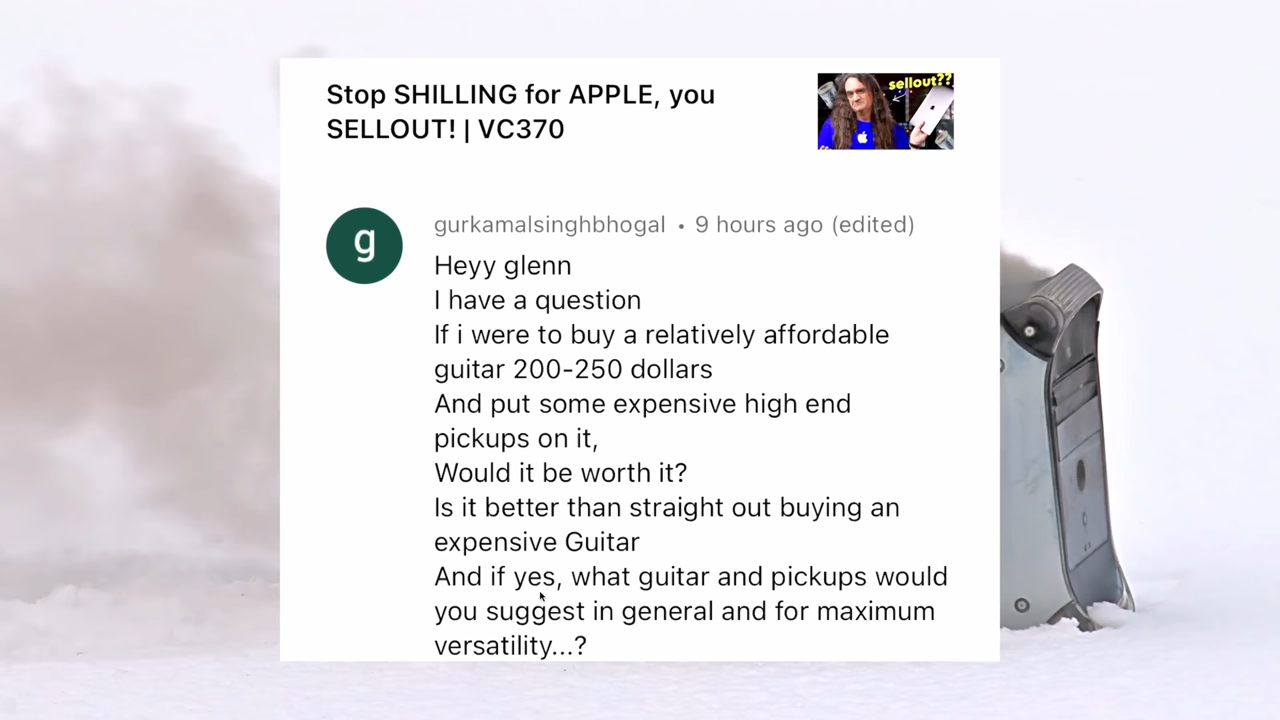 Stop SHILLING for APPLE, you
SELLOUT! | VC370
sellout??
g
gurkamalsinghbhogal • 9 hours ago (edited)
Heyy glenn
I have a question
If i were to buy a relatively affordable
guitar 200-250 dollars
And put some expensive high end
pickups on it,
Would it be worth it?
Is it better than straight out buying an
expensive Guitar
And if yes, what guitar and pickups would
you suggest in general and for maximum
versatility...?